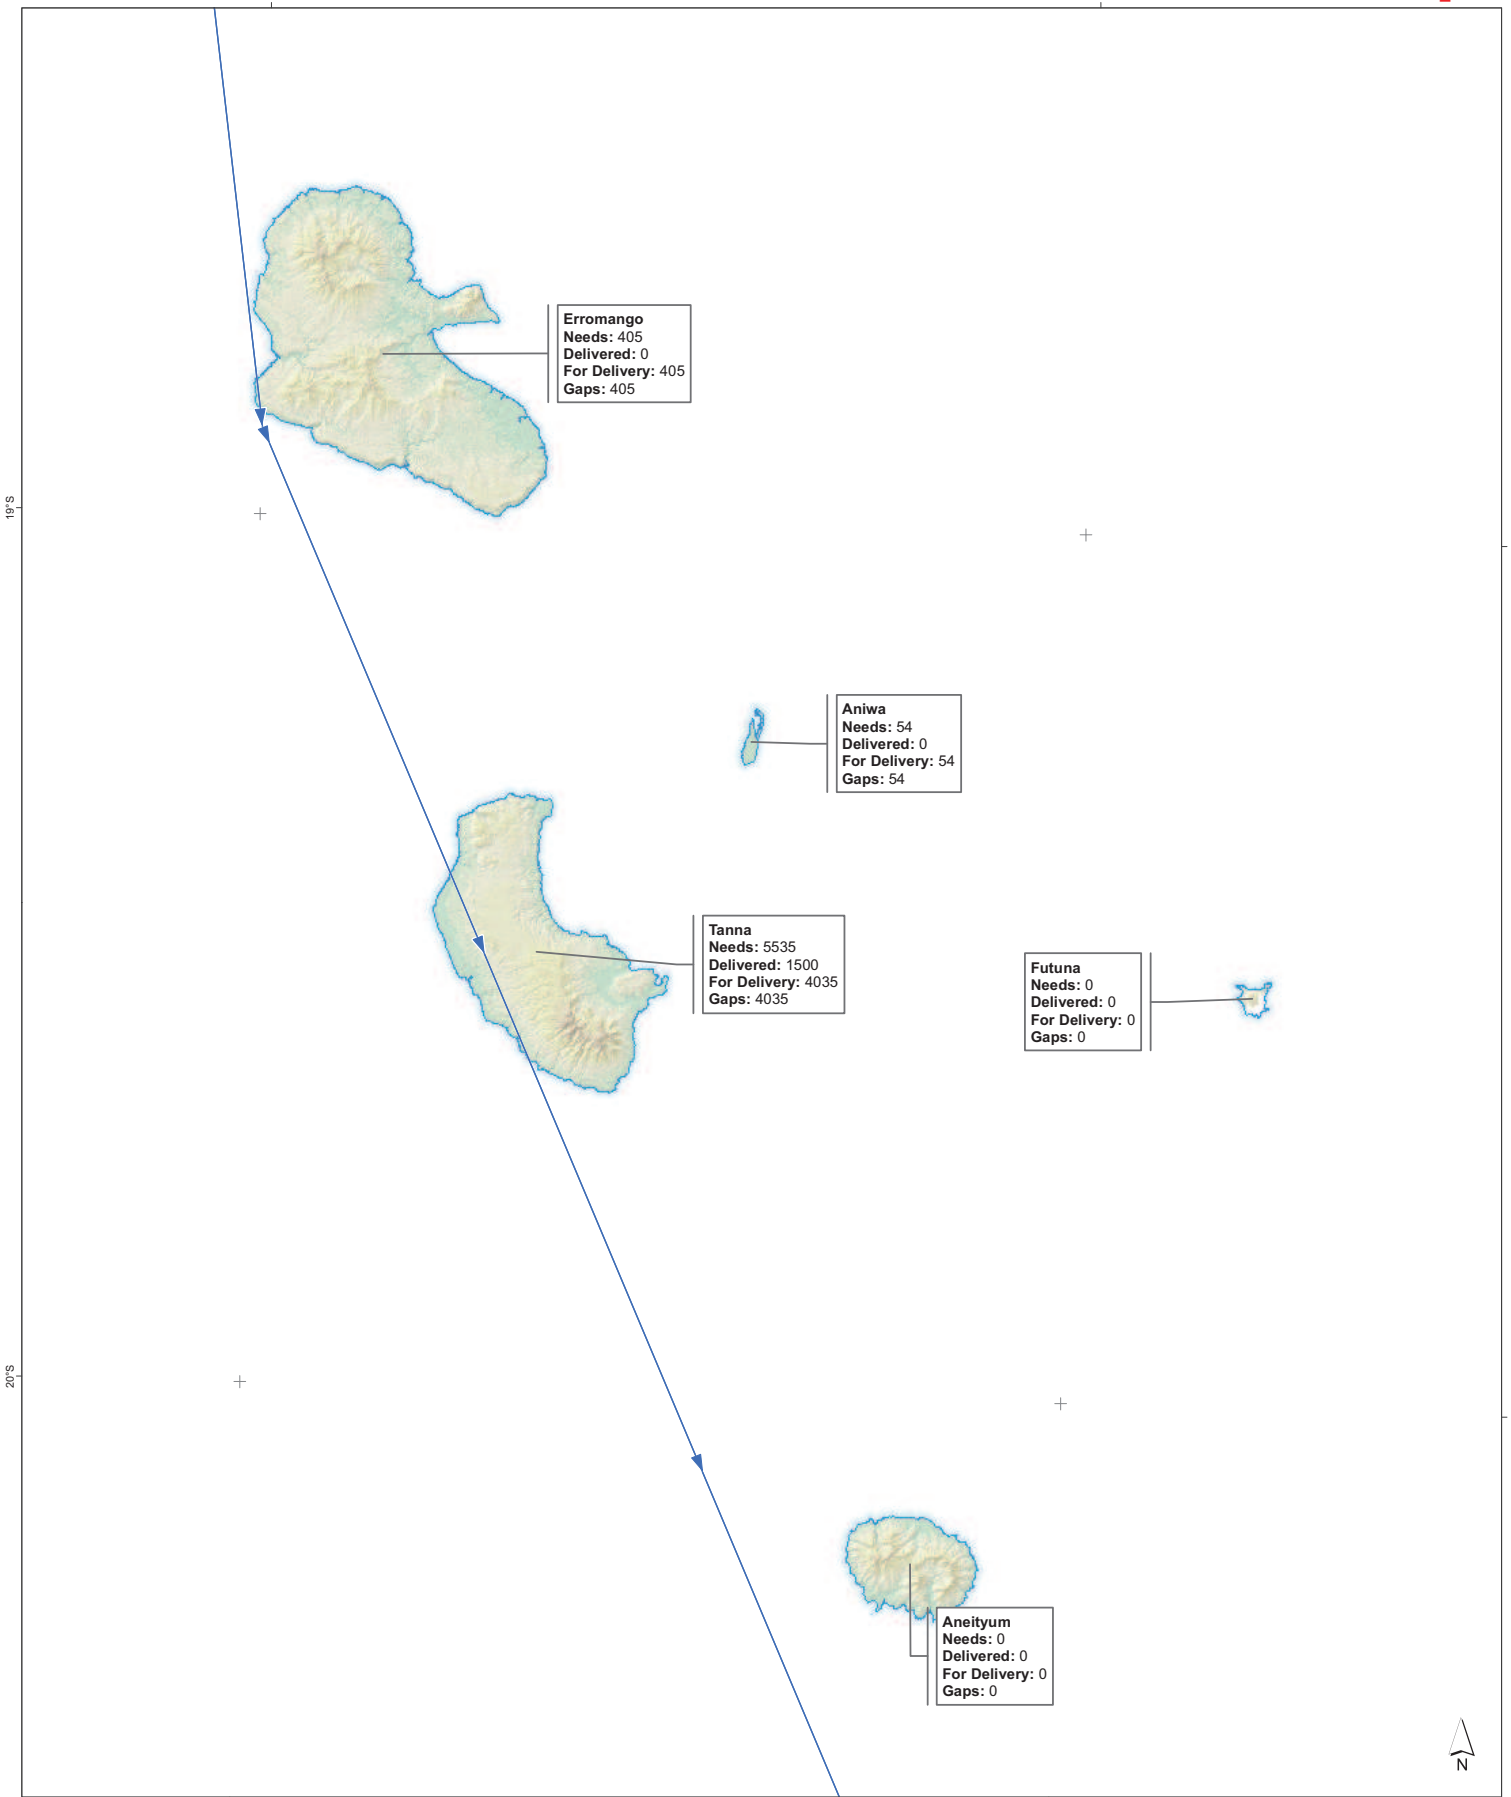 Erromango
Needs: 405
Delivered: 0
For Delivery: 405
Gaps: 405
19°S
Aniwa
Needs: 54
Delivered: 0
For Delivery: 54
Gaps: 54
Tanna
Needs: 5535
Delivered: 1500
For Delivery: 4035
Gaps: 4035
Futuna
Needs: 0
Delivered: 0
For Delivery: 0
Gaps: 0
20°S
Aneityum
Needs: 0
Delivered: 0
For Delivery: 0
Gaps: 0
N